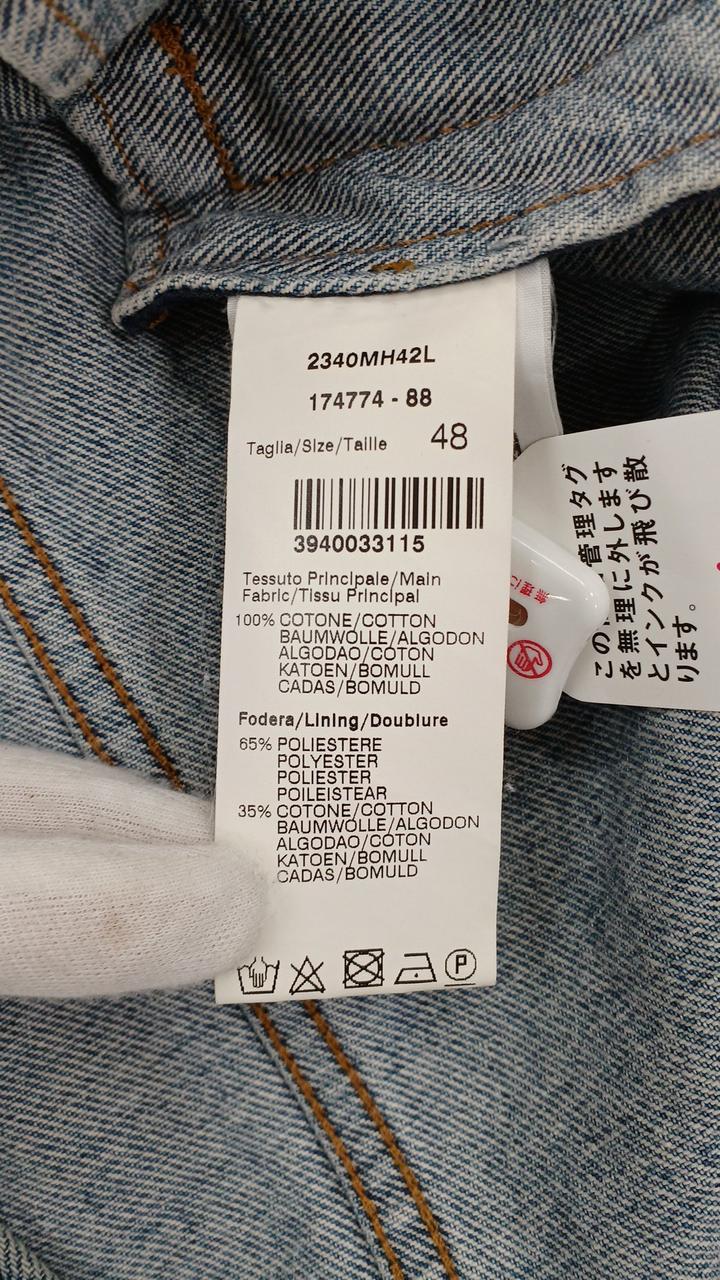 2340MH42L
174774 - 88
Taglia/Size/Taille 48
3940033115
Tessuto Principale/Main
Fabric/Tissu Principal
100% COTONE/COTTON
BAUMWOLLE/ALGODON
ALGODAO/COTON
KATOEN/BOMULL
CADAS/BOMULD
Fodera/Lining/Doublure
65% POLIESTERE
POLYESTER
POLIESTER
POILEISTEAR
35% COTONE/COTTON
BAUMWOLLE/ALGODON
ALGODAO/COTON
KATOEN/BOMULL
CADAS/BOMULD
P
この 管理タグ
を無理に外します
とインクが飛び散
ります。
無理に